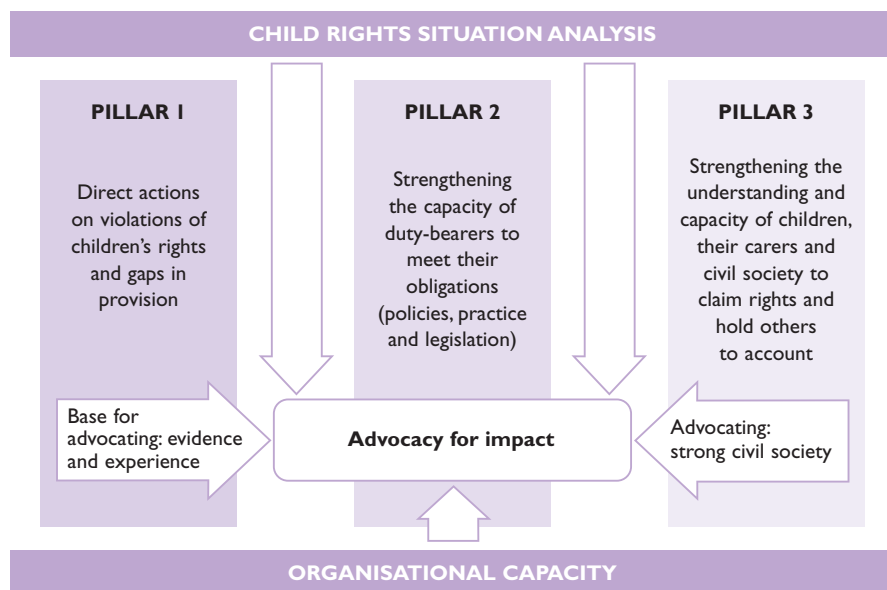 CHILD RIGHTS SITUATION ANALYSIS
PILLAR 1
Direct actions
on violations of
children’s rights
and gaps in
provision
Base for
advocating: evidence
and experience
PILLAR 2
Strengthening
the capacity of
duty-bearers to
meet their
obligations
(policies, practice
and legislation)
Advocacy for impact
PILLAR 3
Strengthening the
understanding and
capacity of children,
their carers and
civil society to
claim rights and
hold others
to account
Advocating:
strong civil society
ORGANISATIONAL CAPACITY